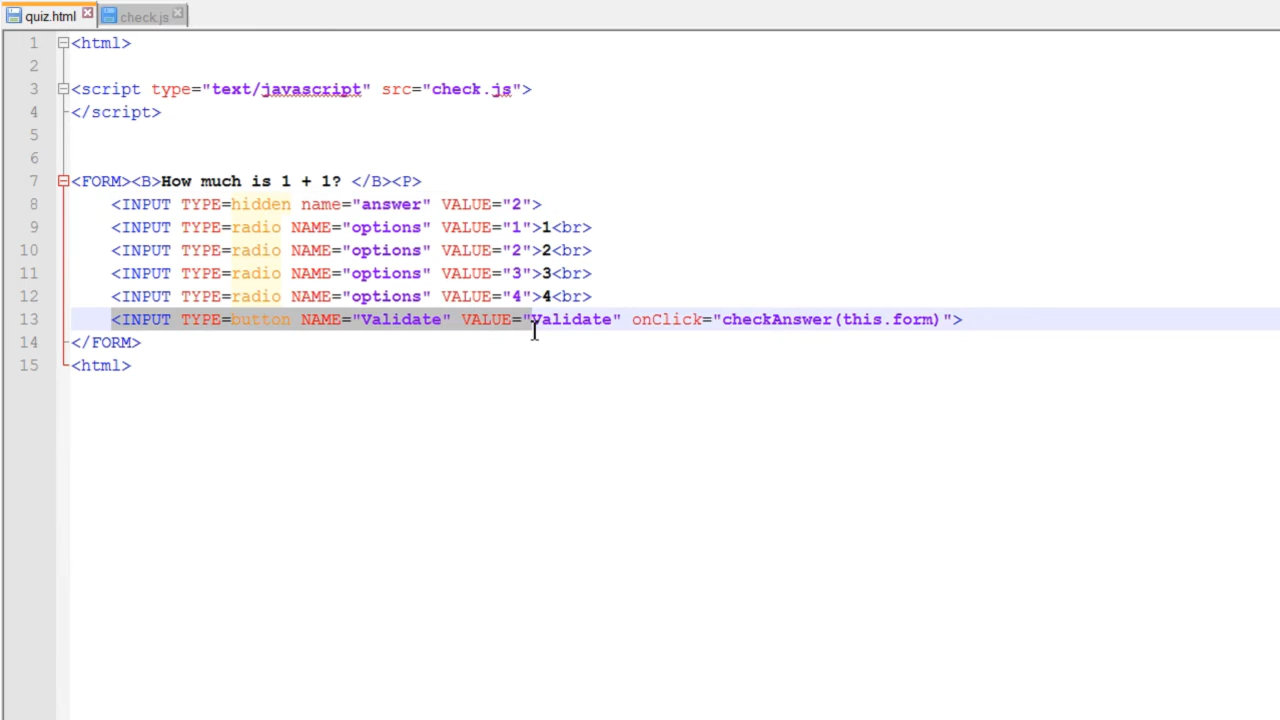 quiz.html check.js
1 <html>
2
3 <script type="text/javascript" src="check.js">
4 </script>
5
6
7 <FORM><B>How much is 1 + 1? </B><P>
8 <INPUT TYPE=hidden name="answer" VALUE="2">
9 <INPUT TYPE=radio NAME="options" VALUE="1">1<br>
10 <INPUT TYPE=radio NAME="options" VALUE="2">2<br>
11 <INPUT TYPE=radio NAME="options" VALUE="3">3<br>
12 <INPUT TYPE=radio NAME="options" VALUE="4">4<br>
13 <INPUT TYPE=button NAME="Validate" VALUE="Validate" onClick="checkAnswer(this.form)">
14 </FORM>
15 <html>